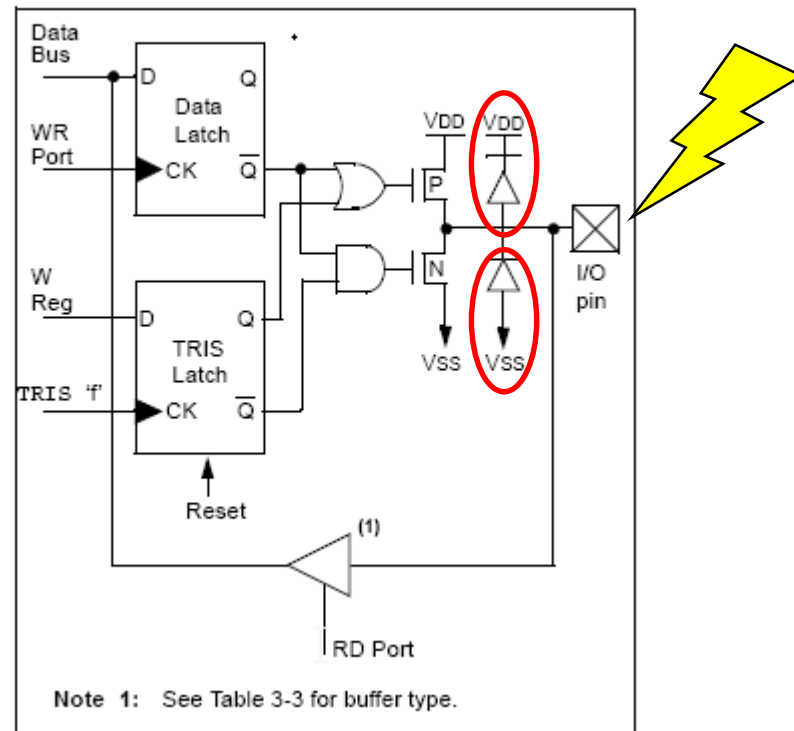 Data
Bus
D
Q
Data
Latch
WR
Port
CK
Q
VDD
VDD
P
N
I/O
pin
W
Reg
D
Q
TRIS
Latch
VSS
VSS
TRIS 'f'
CK
Q
Reset
(1)
RD Port
Note 1: See Table 3-3 for buffer type.